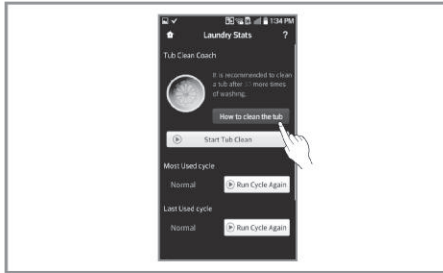 1:34 PM
Laundry Stats ?
Tub Clean Coach
It is recommended to clean
a tub after more times
of washing.
How to clean the tub
Start Tub Clean
Most Used cycle
Normal Run Cycle Again
Last Used cycle
Normal Run Cycle Again